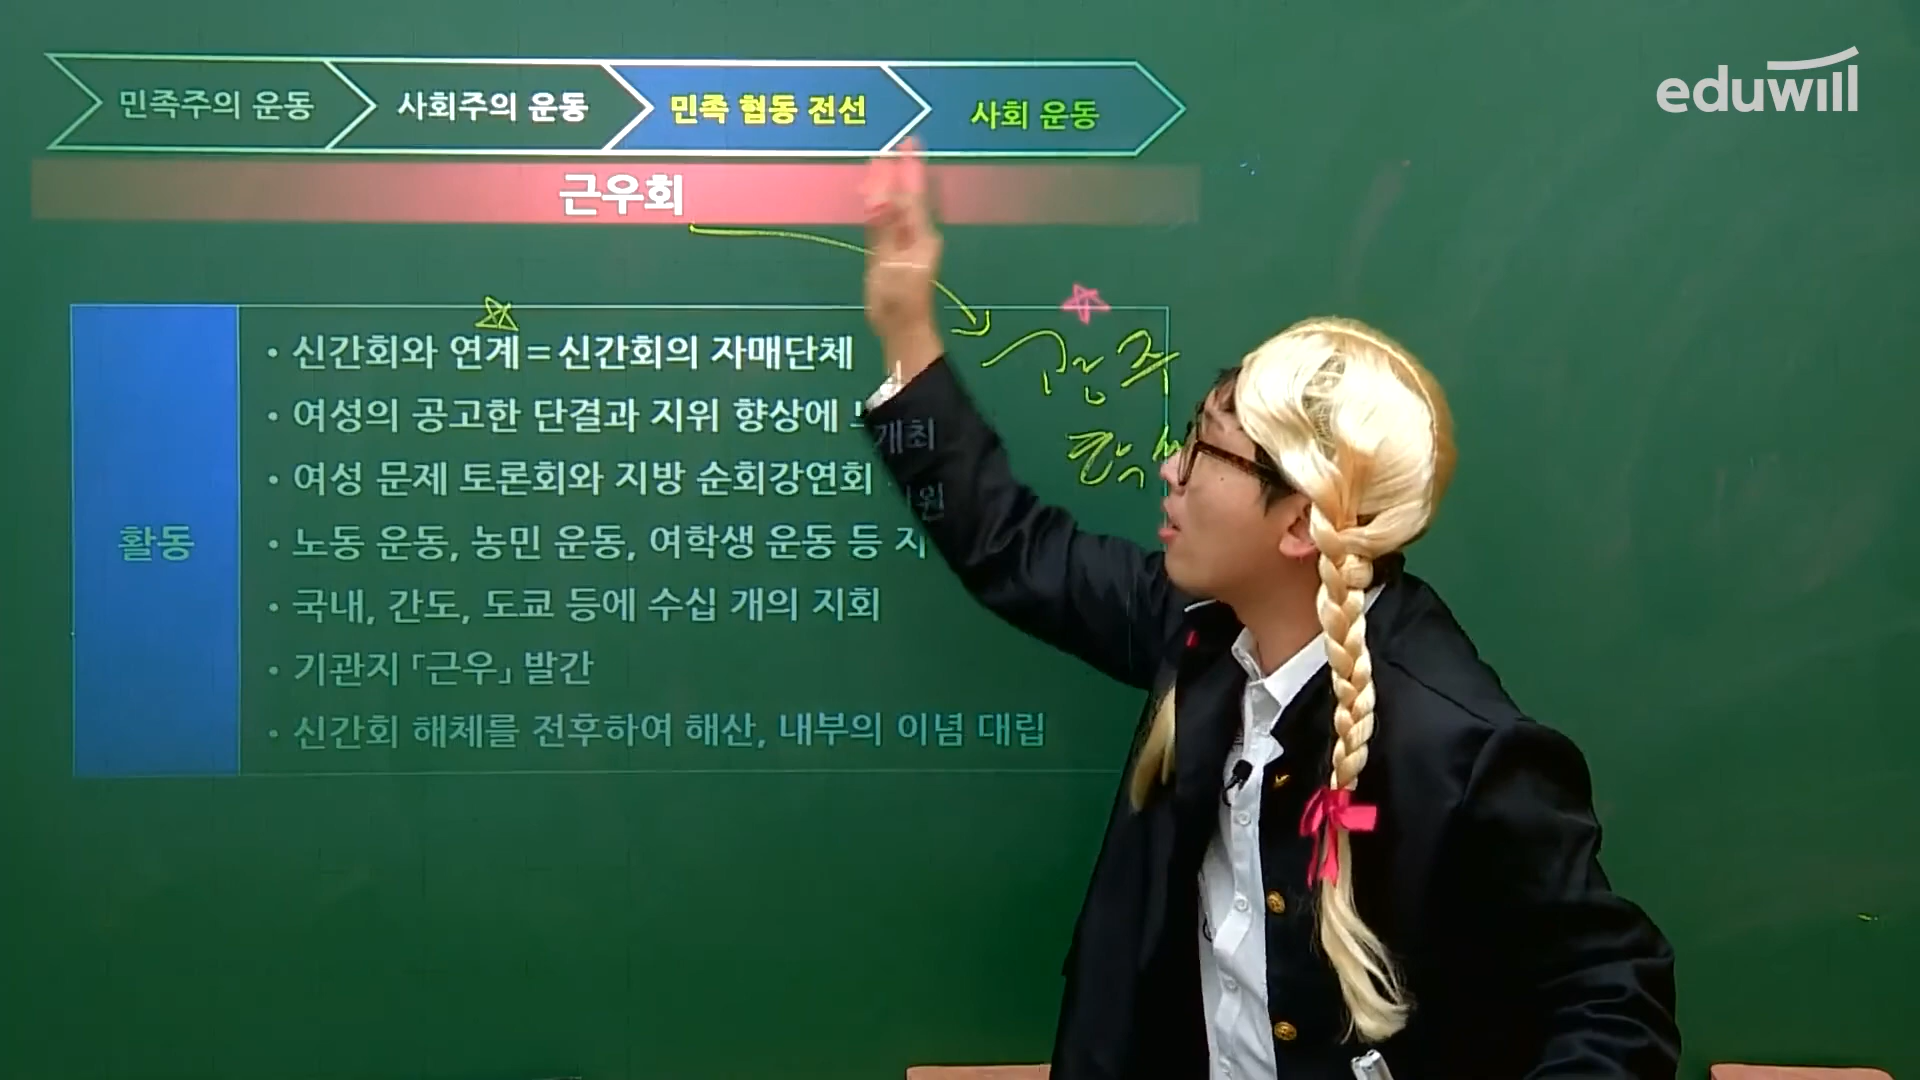 eduwill
민족주의 운동
사회주의 운동
민족 협동 전선
사회 운동
근우회
활동
• 신간회와 연계=신간회의 자매단체
• 여성의 공고한 단결과 지위 향상에
• 여성 문제 토론회와 지방 순회강연회 개최
• 노동 운동, 농민 운동, 여학생 운동 등 지원
• 국내, 간도, 도쿄 등에 수십 개의 지회
• 기관지 「근우」 발간
• 신간회 해체를 전후하여 해산, 내부의 이념 대립
광주